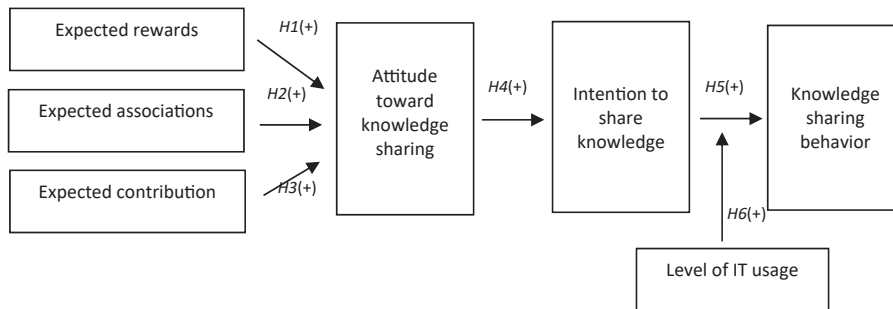 Expected rewards
H1(+)
Expected associations
H2(+)
Expected contribution
H3(+)
Attitude
toward
knowledge
sharing
H4(+)
Intention to
share
knowledge
H5(+)
Knowledge
sharing
behavior
H6(+)
Level of IT usage